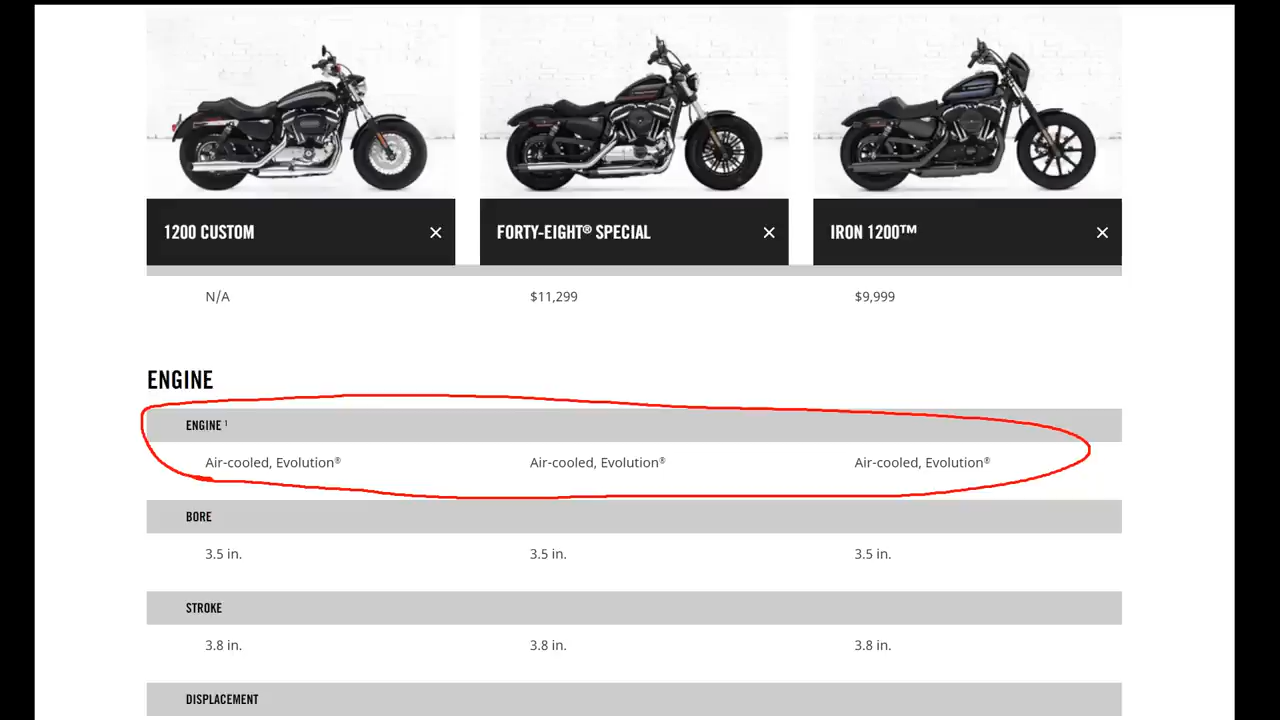 1200 CUSTOM FORTY-EIGHT® SPECIAL IRON 1200™
N/A $11,299 $9,999
ENGINE
ENGINE ¹
Air-cooled, Evolution® Air-cooled, Evolution® Air-cooled, Evolution®
BORE
3.5 in. 3.5 in. 3.5 in.
STROKE
3.8 in. 3.8 in. 3.8 in.
DISPLACEMENT